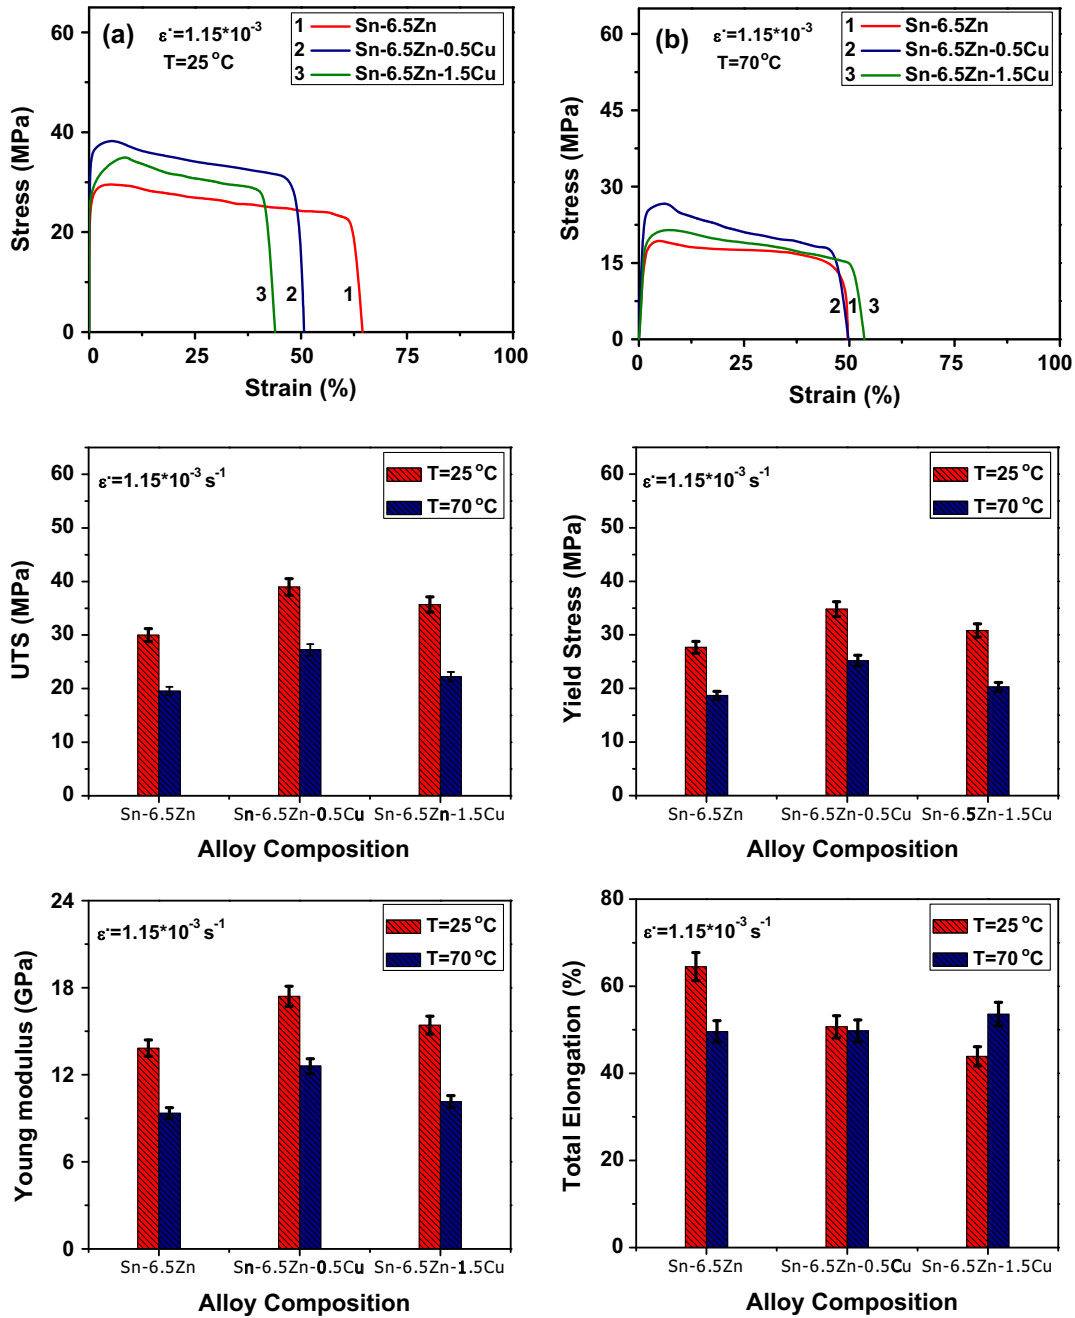 (a)
ε·=1.15*10⁻³
T=25 °C
1 Sn-6.5Zn
2 Sn-6.5Zn-0.5Cu
3 Sn-6.5Zn-1.5Cu
60
40
20
0
Stress (MPa)
3 2 1
0 25 50 75 100
Strain (%)
(b)
ε·=1.15*10⁻³
T=70°C
1 Sn-6.5Zn
2 Sn-6.5Zn-0.5Cu
3 Sn-6.5Zn-1.5Cu
60
45
30
15
0
Stress (MPa)
2 1 3
0 25 50 75 100
Strain (%)
ε·=1.15*10⁻³ s⁻¹
T=25 °C
T=70 °C
60
50
40
30
20
10
0
UTS (MPa)
Sn-6.5Zn Sn-6.5Zn-0.5Cu Sn-6.5Zn-1.5Cu
Alloy Composition
ε·=1.15*10⁻³ s⁻¹
T=25 °C
T=70 °C
60
50
40
30
20
10
0
Yield Stress (MPa)
Sn-6.5Zn Sn-6.5Zn-0.5Cu Sn-6.5Zn-1.5Cu
Alloy Composition
ε·=1.15*10⁻³ s⁻¹
T=25 °C
T=70 °C
24
18
12
6
0
Young modulus (GPa)
Sn-6.5Zn Sn-6.5Zn-0.5Cu Sn-6.5Zn-1.5Cu
Alloy Composition
ε·=1.15*10⁻³ s⁻¹
T=25 °C
T=70 °C
80
60
40
20
0
Total Elongation (%)
Sn-6.5Zn Sn-6.5Zn-0.5Cu Sn-6.5Zn-1.5Cu
Alloy Composition